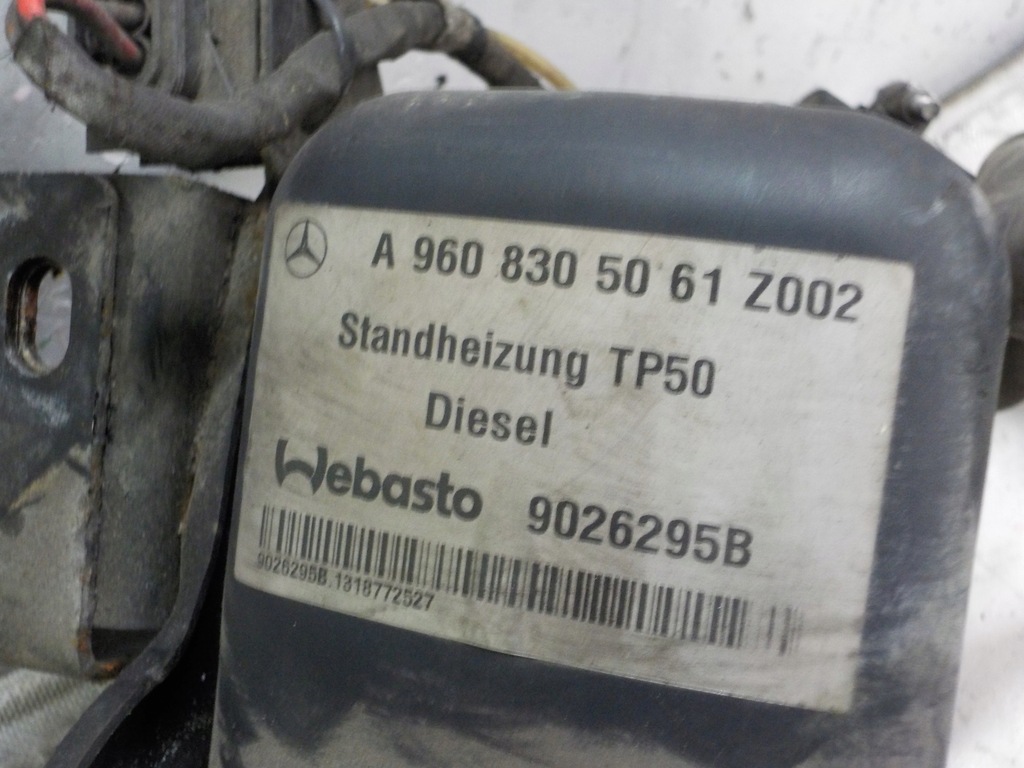 A 960 830 50 61 Z002
Standheizung TP50
Diesel
Webasto 9026295B
9026295B.1318772527